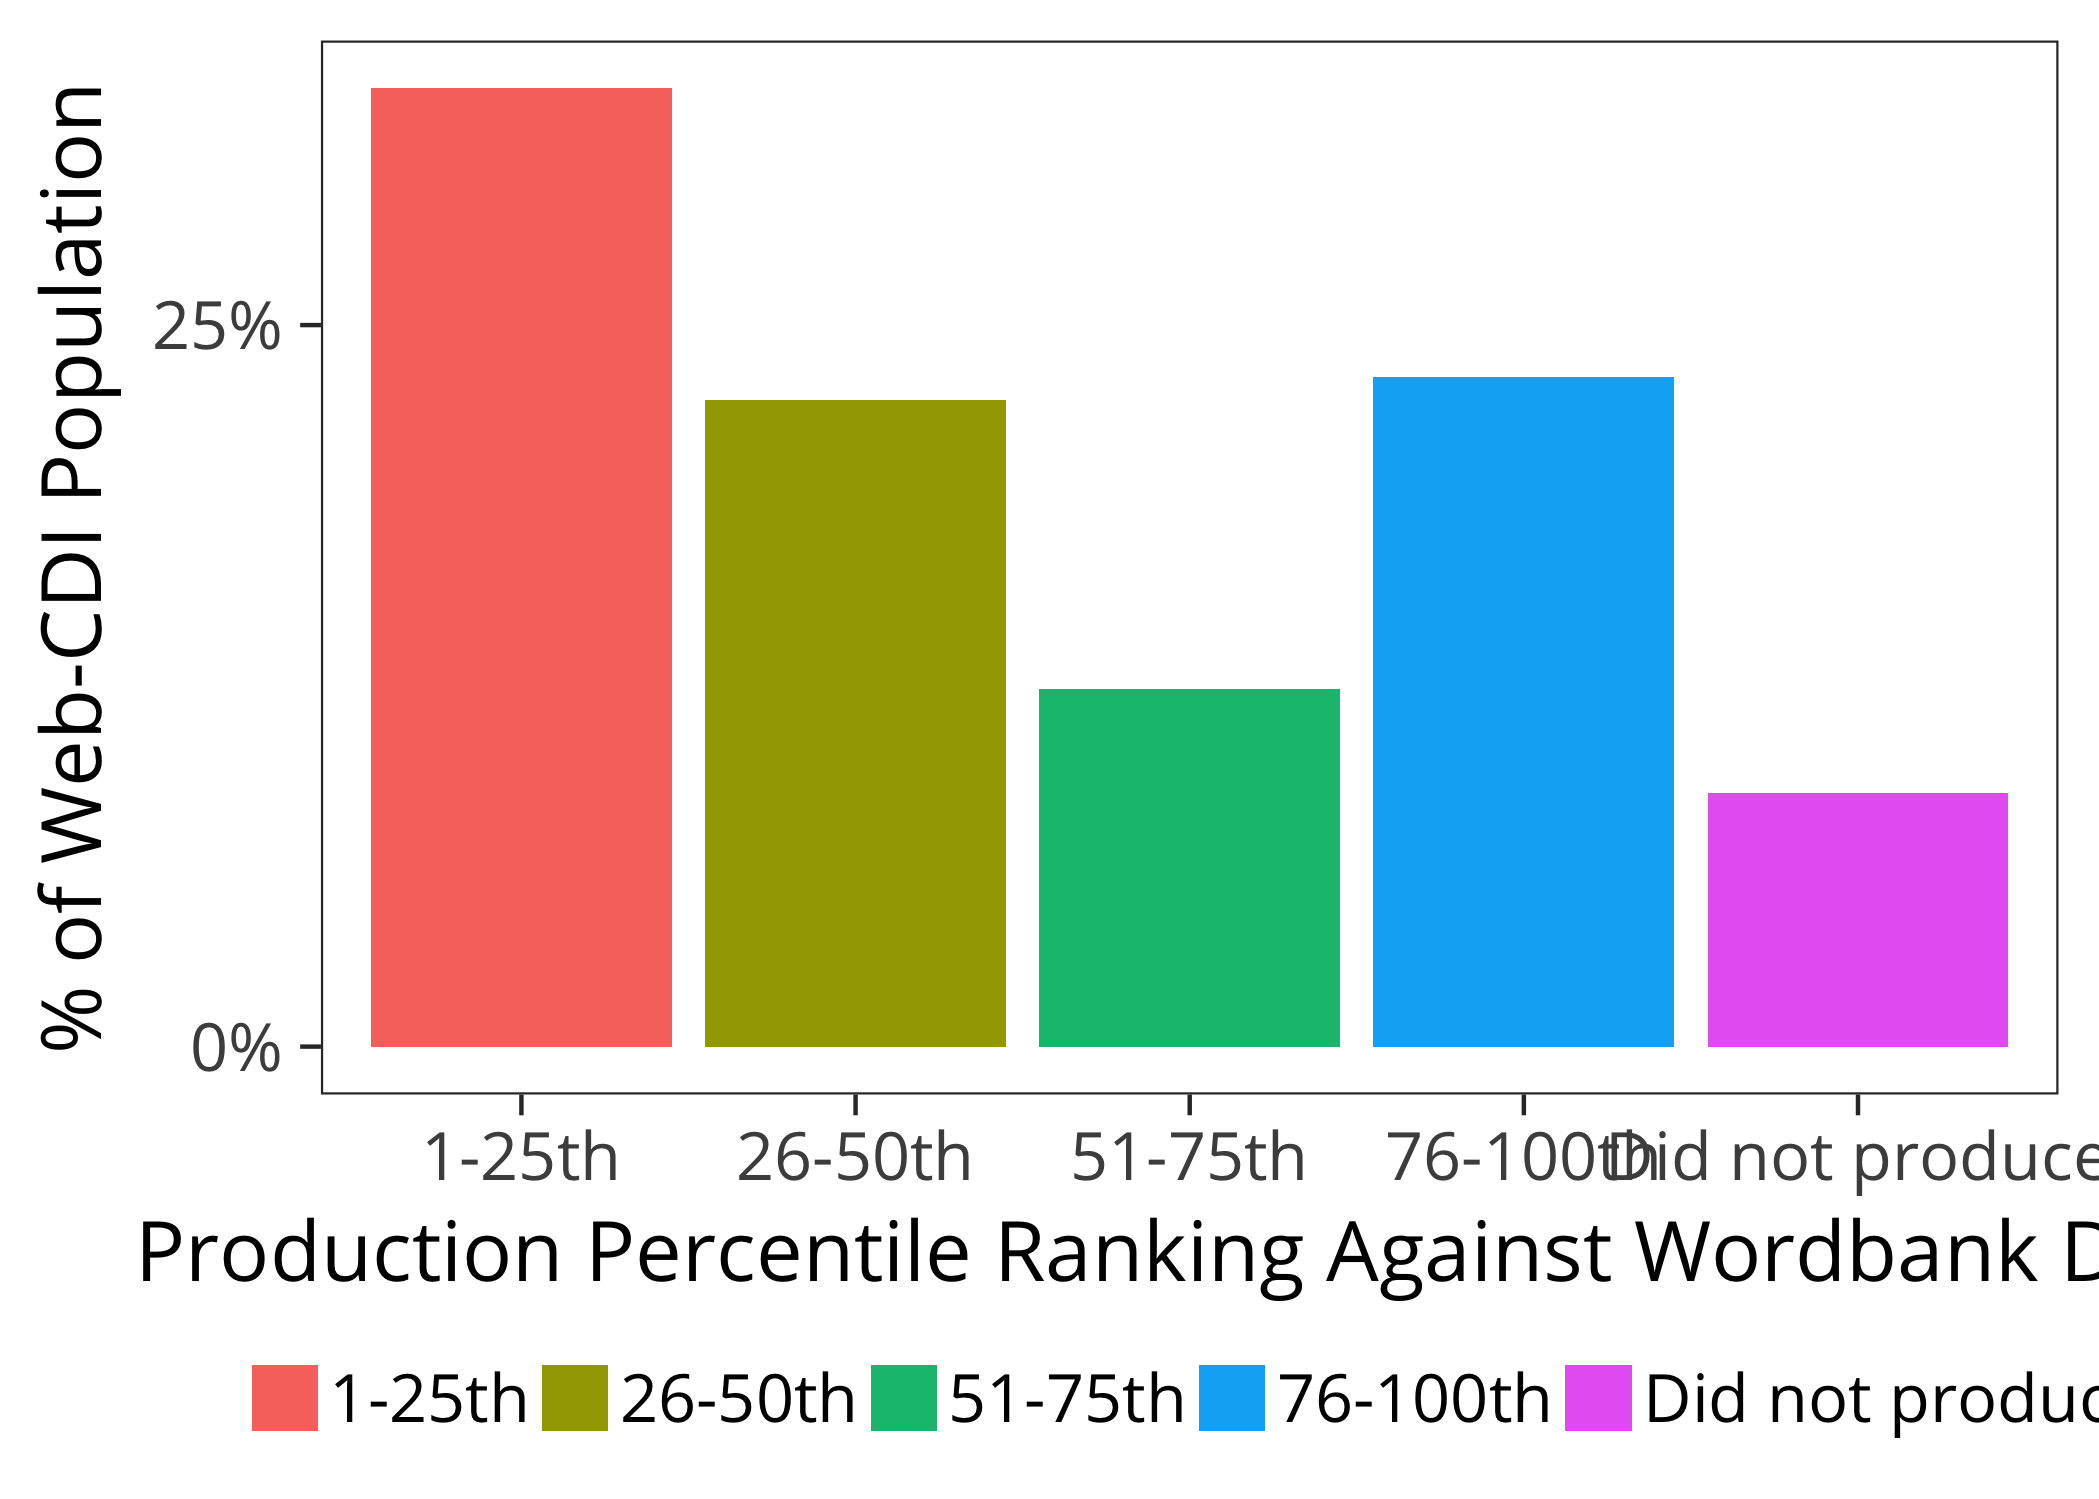 % of Web-CDI Population
25%
0%
1-25th 26-50th 51-75th 76-100th Did not produce
Production Percentile Ranking Against Wordbank
1-25th 26-50th 51-75th 76-100th Did not